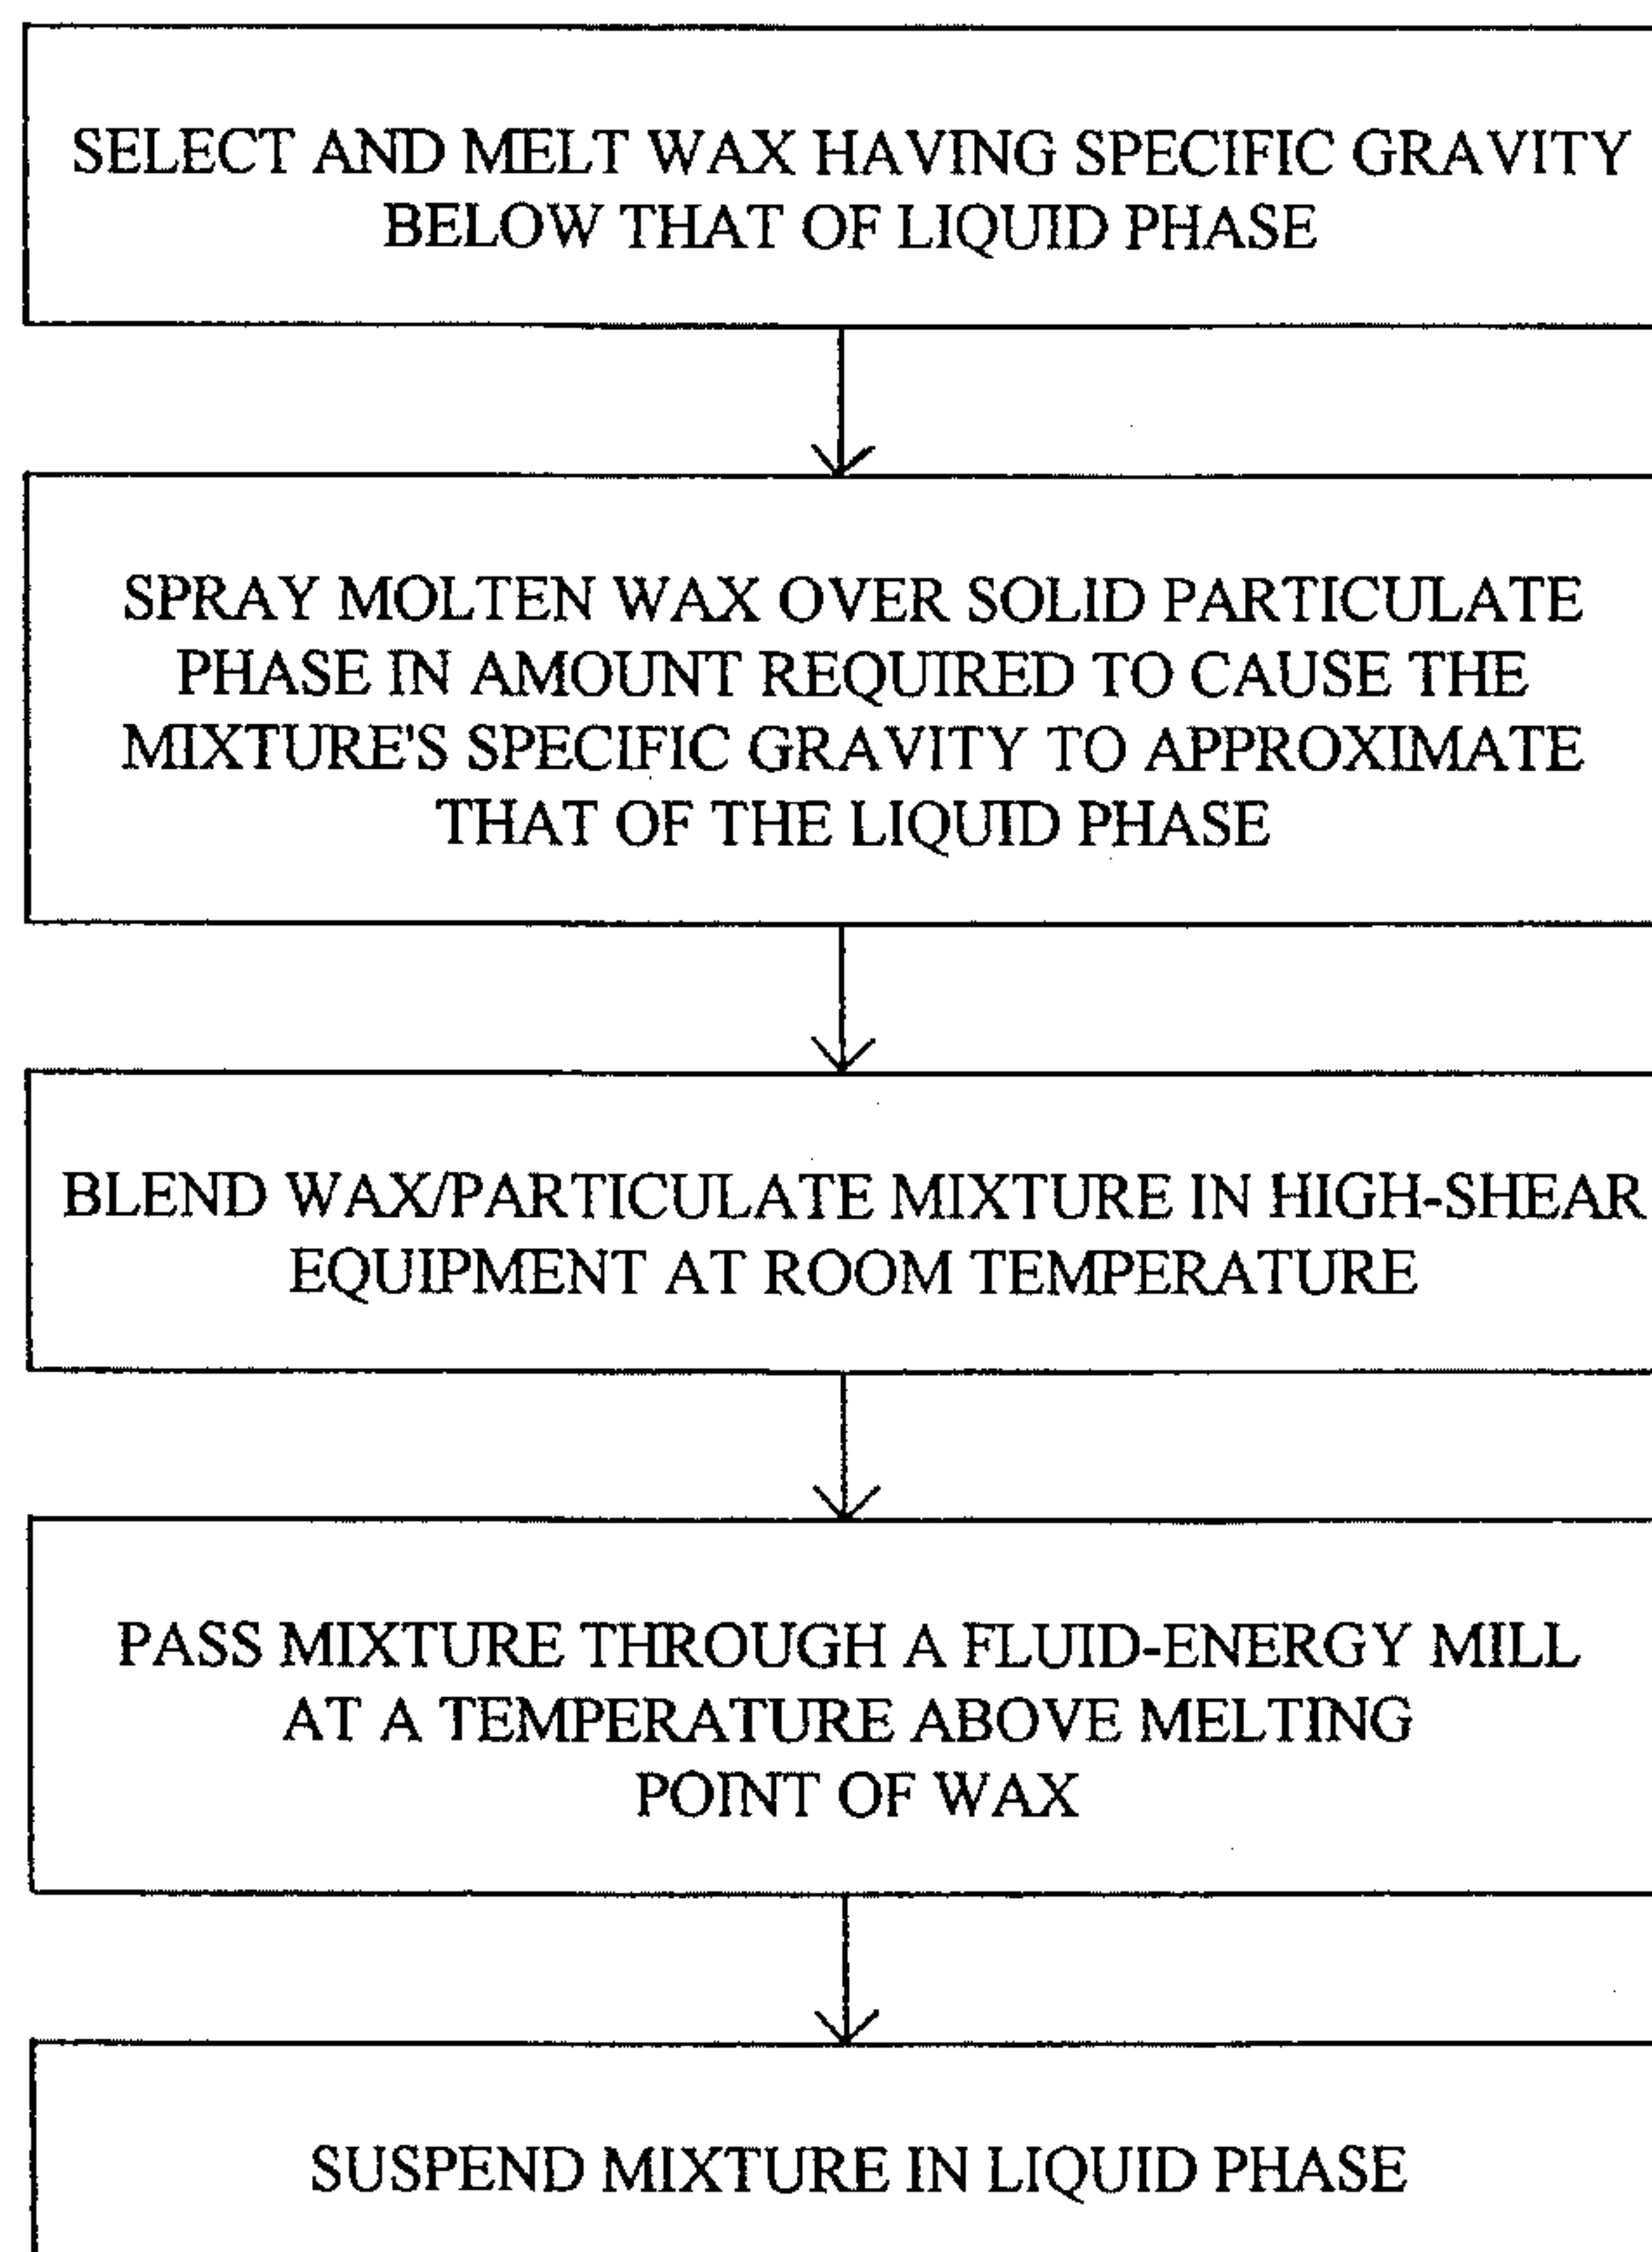 SELECT AND MELT WAX HAVING SPECIFIC GRAVITY
BELOW THAT OF LIQUID PHASE
SPRAY MOLTEN WAX OVER SOLID PARTICULATE
PHASE IN AMOUNT REQUIRED TO CAUSE THE
MIXTURE'S SPECIFIC GRAVITY TO APPROXIMATE
THAT OF THE LIQUID PHASE
BLEND WAX/PARTICULATE MIXTURE IN HIGH-SHEAR
EQUIPMENT AT ROOM TEMPERATURE
PASS MIXTURE THROUGH A FLUID-ENERGY MILL
AT A TEMPERATURE ABOVE MELTING
POINT OF WAX
SUSPEND MIXTURE IN LIQUID PHASE